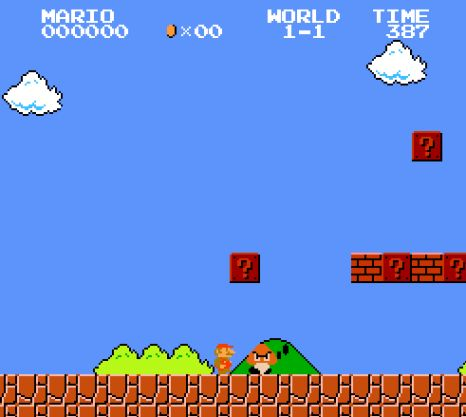 MARIO WORLD TIME
000000 ×00 1-1 387
?
? ? ?